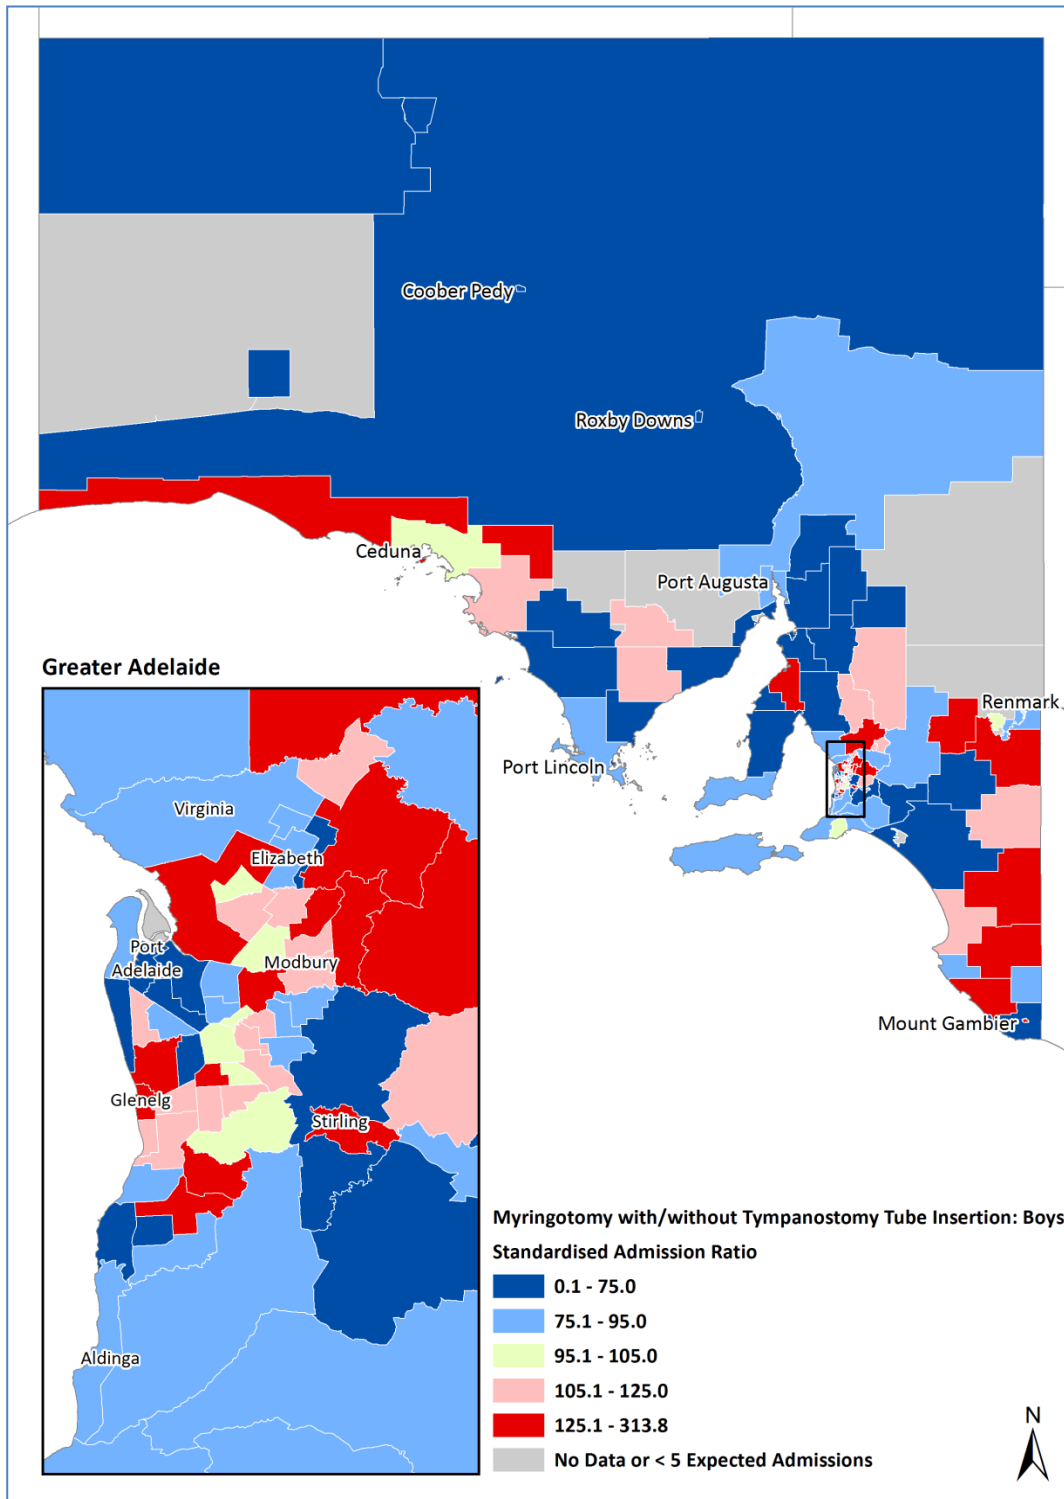 Coober Pedy
Roxby Downs
Ceduna
Port Augusta
Greater Adelaide
Renmark
Port Lincoln
Virginia
Elizabeth
Port
Adelaide
Modbury
Mount Gambier
Glenelg
Stirling
Aldinga
Myringotomy with/without Tympanostomy Tube Insertion: Boys
Standardised Admission Ratio
0.1 - 75.0
75.1 - 95.0
95.1 - 105.0
105.1 - 125.0
125.1 - 313.8
No Data or < 5 Expected Admissions
N